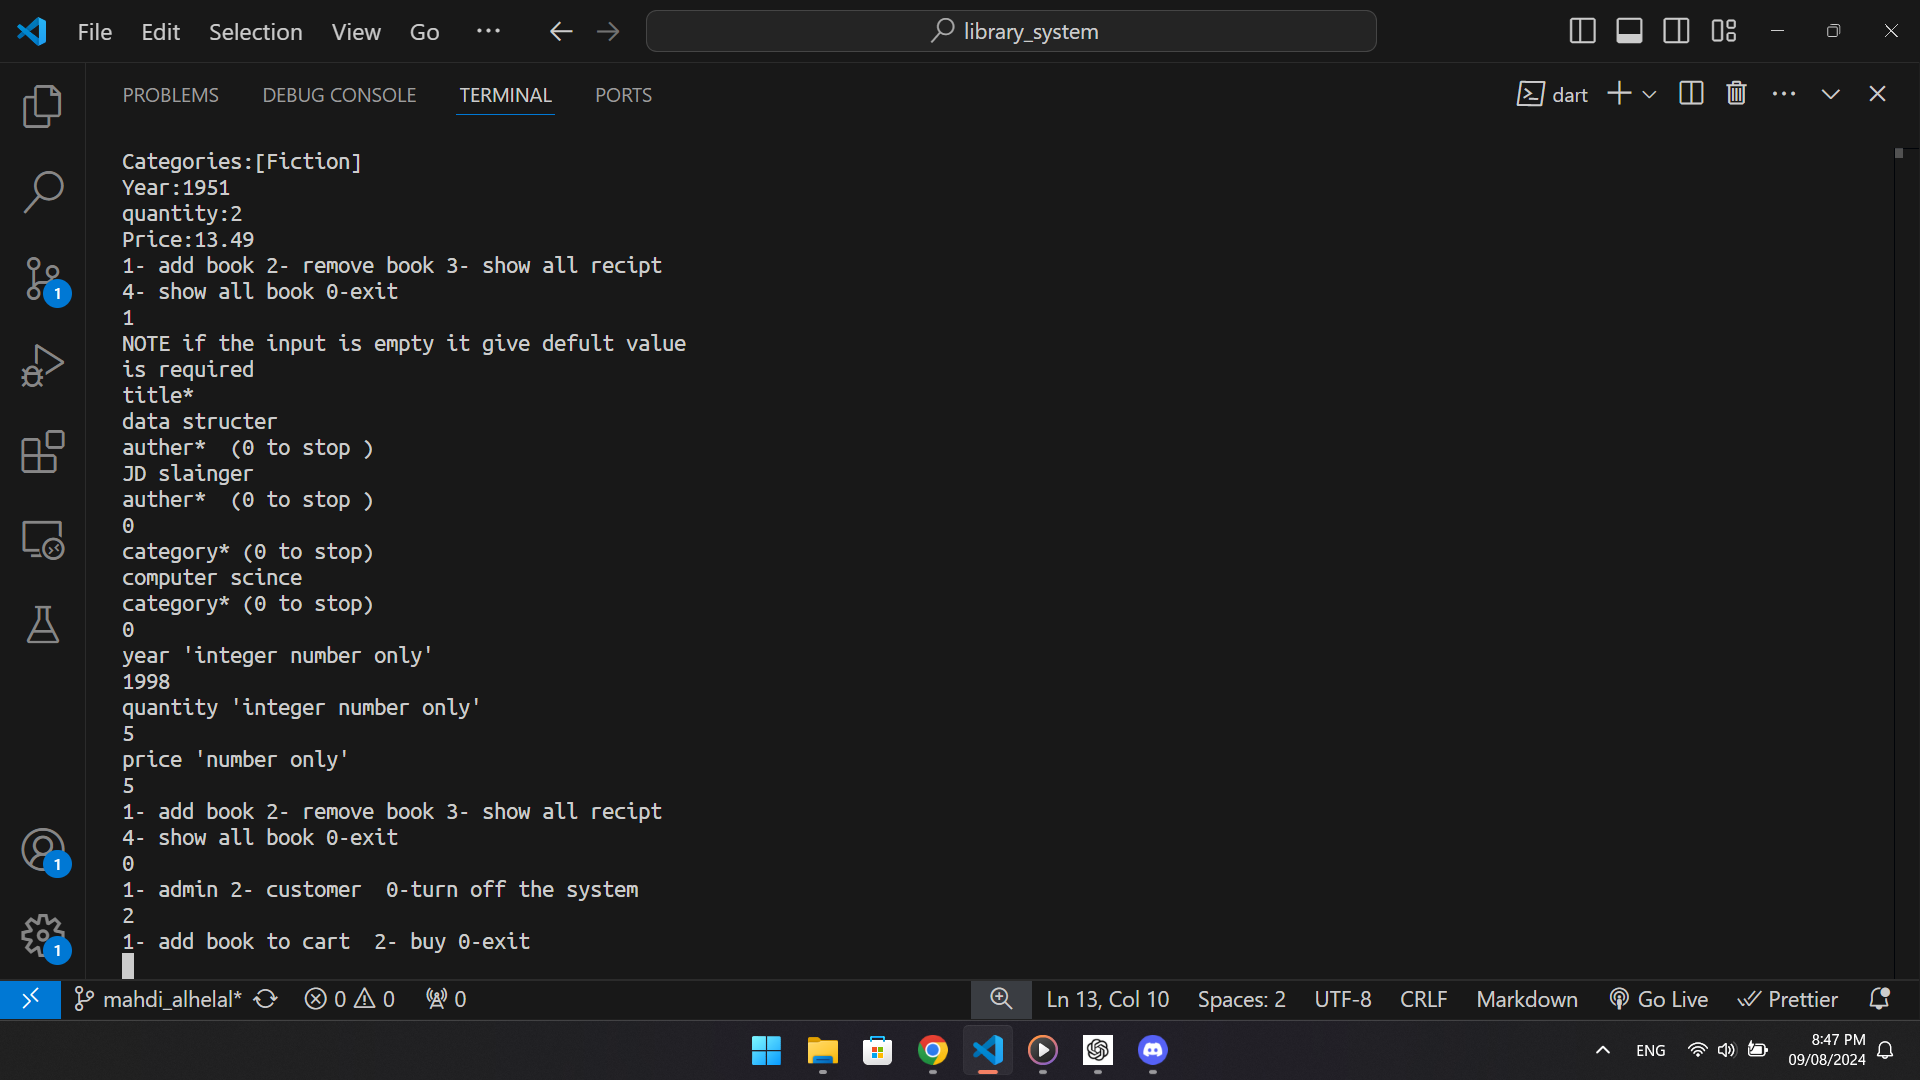 File Edit Selection View Go ··· library_system
PROBLEMS DEBUG CONSOLE TERMINAL PORTS dart
Categories:[Fiction]
Year:1951
quantity:2
Price:13.49
1- add book 2- remove book 3- show all recipt
4- show all book 0-exit
1
NOTE if the input is empty it give defult value
is required
title*
data structer
auther*  (0 to stop )
JD slainger
auther*  (0 to stop )
0
category* (0 to stop)
computer scince
category* (0 to stop)
0
year 'integer number only'
1998
quantity 'integer number only'
5
price 'number only'
5
1- add book 2- remove book 3- show all recipt
4- show all book 0-exit
0
1- admin 2- customer  0-turn off the system
2
1- add book to cart  2- buy 0-exit
1
1
1
mahdi_alhelal* 0 0 0 Ln 13, Col 10 Spaces: 2 UTF-8 CRLF Markdown Go Live Prettier
ENG 8:47 PM
09/08/2024